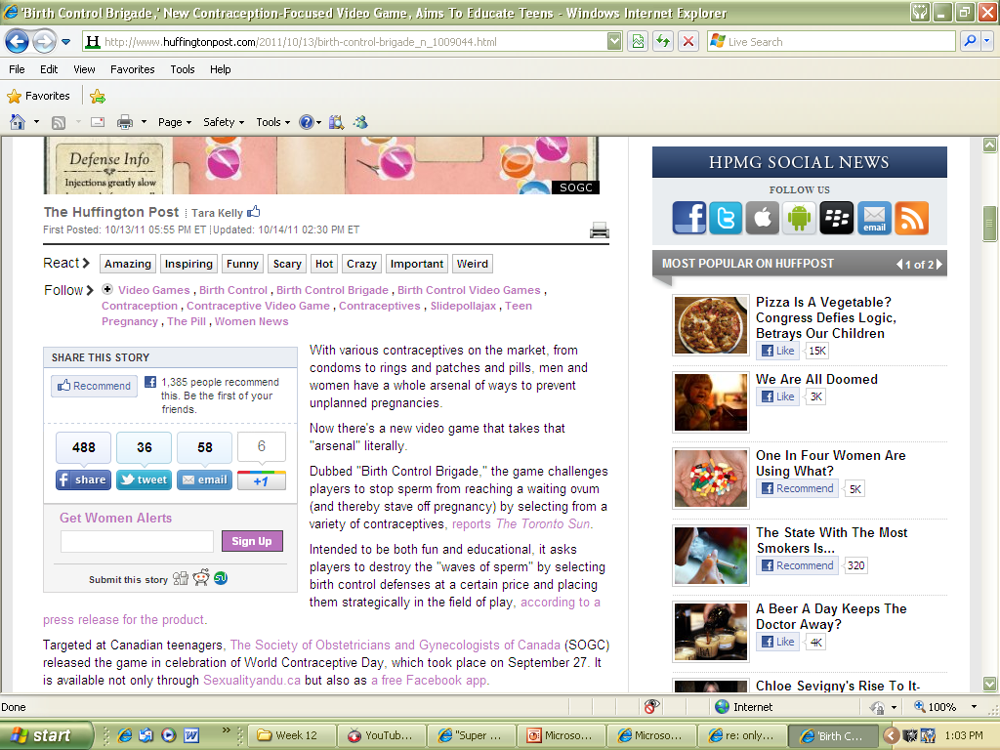 'Birth Control Brigade,' New Contraception-Focused Video Game, Aims To Educate Teens - Windows Internet Explorer
http://www.huffingtonpost.com/2011/10/13/birth-control-brigade_n_1009044.html
Live Search
File Edit View Favorites Tools Help
Favorites
Page Safety Tools
Defense Info
Injections greatly slow
SOGC
The Huffington Post Tara Kelly
First Posted: 10/13/11 05:55 PM ET Updated: 10/14/11 02:30 PM ET
React Amazing Inspiring Funny Scary Hot Crazy Important Weird
Follow Video Games , Birth Control , Birth Control Brigade , Birth Control Video Games ,
Contraception , Contraceptive Video Game , Contraceptives , Slidepollajax , Teen
Pregnancy , The Pill , Women News
SHARE THIS STORY
Recommend
1,385 people recommend
this. Be the first of your
friends.
488 36 58 6
share tweet email +1
Get Women Alerts
Sign Up
Submit this story
With various contraceptives on the market, from
condoms to rings and patches and pills, men and
women have a whole arsenal of ways to prevent
unplanned pregnancies.
Now there's a new video game that takes that
"arsenal" literally.
Dubbed "Birth Control Brigade," the game challenges
players to stop sperm from reaching a waiting ovum
(and thereby stave off pregnancy) by selecting from a
variety of contraceptives, reports The Toronto Sun.
Intended to be both fun and educational, it asks
players to destroy the "waves of sperm" by selecting
birth control defenses at a certain price and placing
them strategically in the field of play, according to a
press release for the product.
Targeted at Canadian teenagers, The Society of Obstetricians and Gynecologists of Canada (SOGC)
released the game in celebration of World Contraceptive Day, which took place on September 27. It
is available not only through Sexualityandu.ca but also as a free Facebook app.
HPMG SOCIAL NEWS
FOLLOW US
email
MOST POPULAR ON HUFFPOST 1 of 2
Pizza Is A Vegetable?
Congress Defies Logic,
Betrays Our Children
Like 15K
We Are All Doomed
Like 3K
One In Four Women Are
Using What?
Recommend 5K
The State With The Most
Smokers Is...
Recommend 320
A Beer A Day Keeps The
Doctor Away?
Like 4K
Chloe Sevigny's Rise To It-
Done Internet 100%
start Week 12 YouTub... "Super ... Microso... Microso... re: only... 'Birth C... 1:03 PM